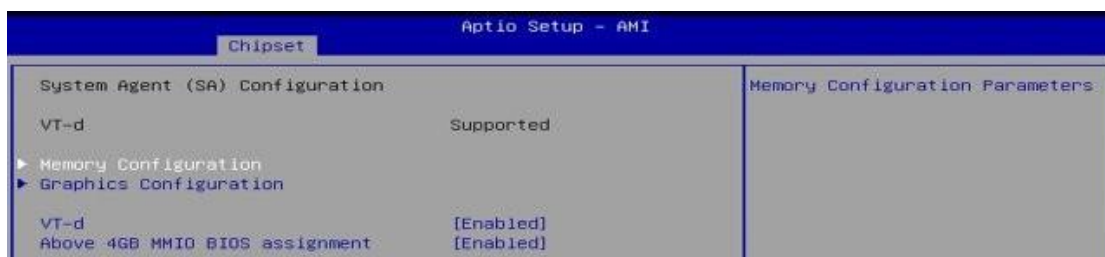 Aptio Setup - AMI
Chipset
System Agent (SA) Configuration
Memory Configuration Parameters
VT-d Supported
Memory Configuration
Graphics Configuration
VT-d [Enabled]
Above 4GB MMIO BIOS assignment [Enabled]